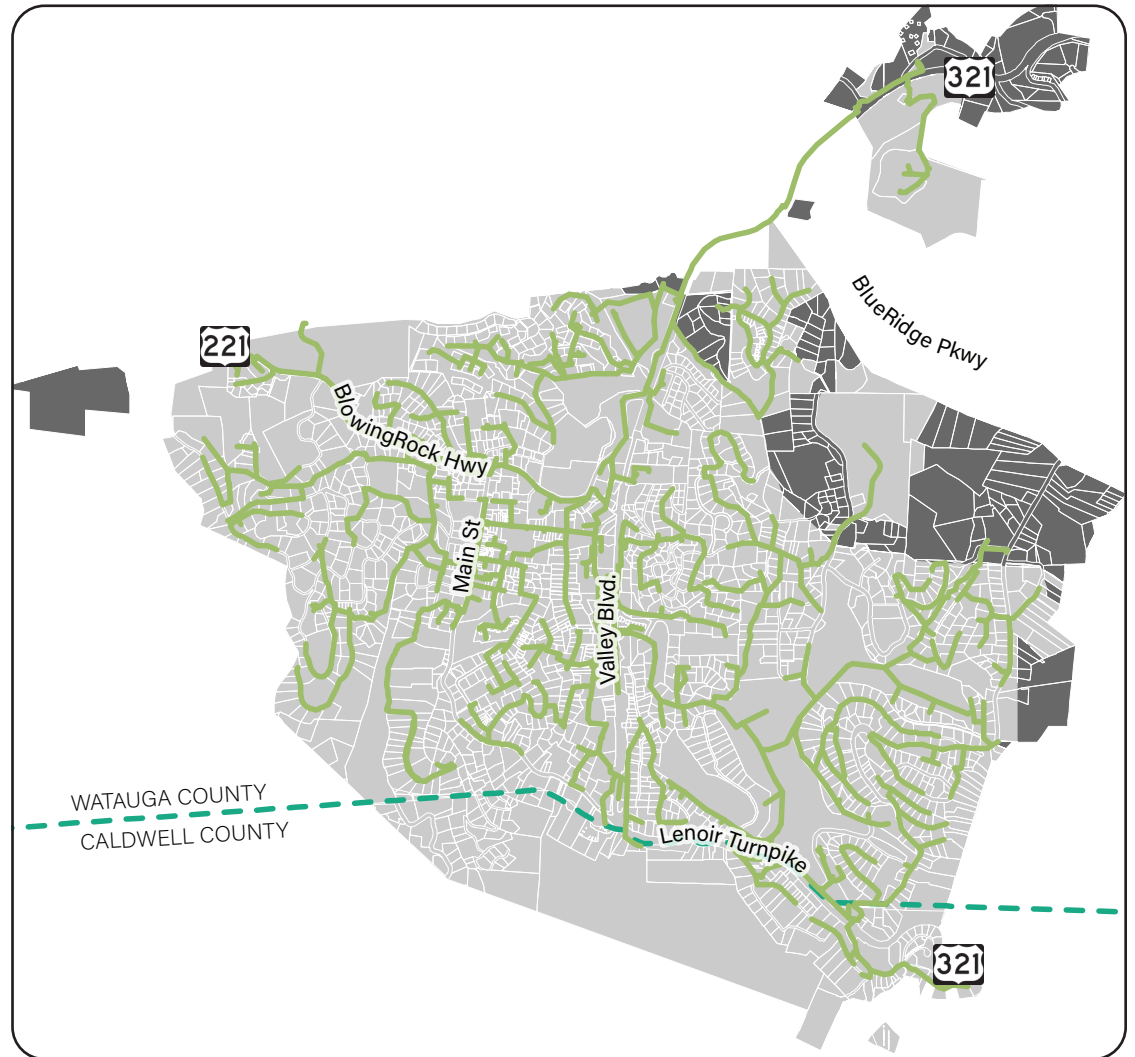 321
BlueRidge Pkwy
221
BlowingRock Hwy
Main St
Valley Blvd.
WATAUGA COUNTY
CALDWELL COUNTY
Lenoir Turnpike
321